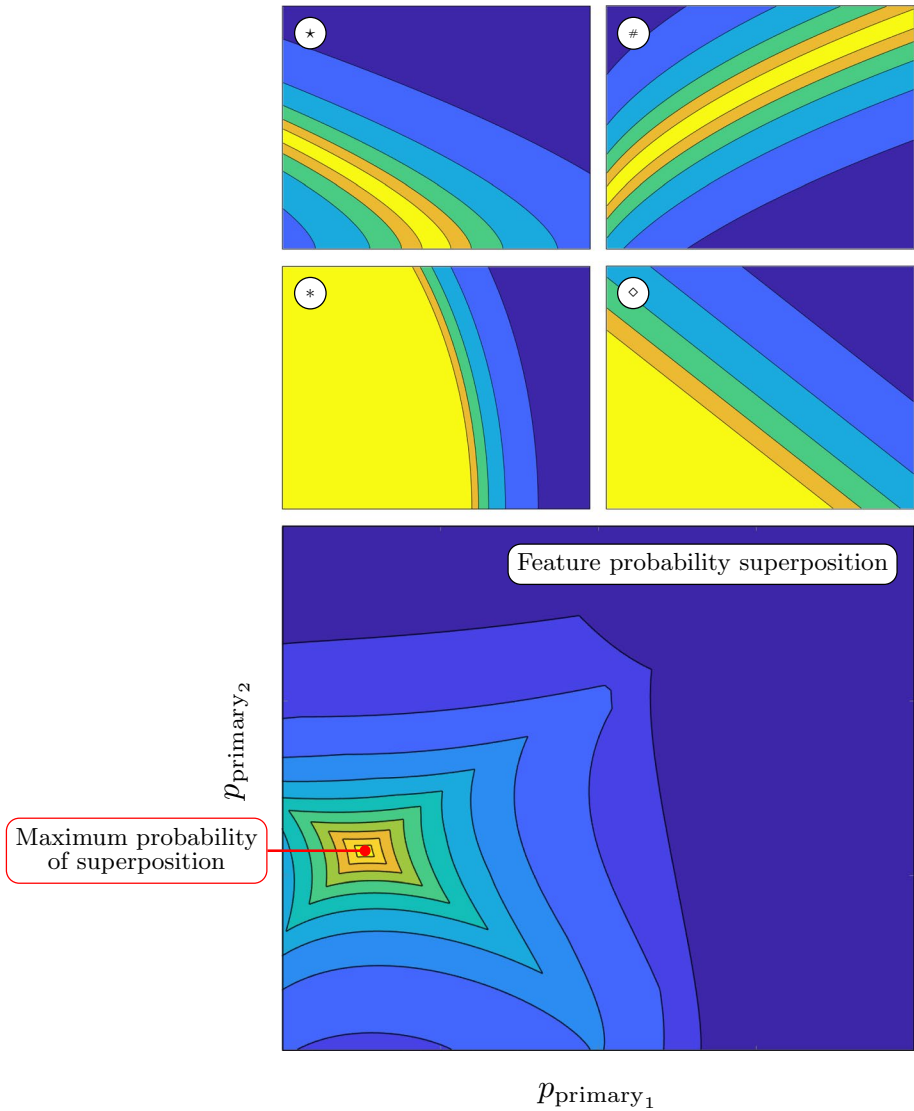 ⋆
#
∗
⋄
Feature probability superposition
p_primary_2
Maximum probability
of superposition
p_primary_1